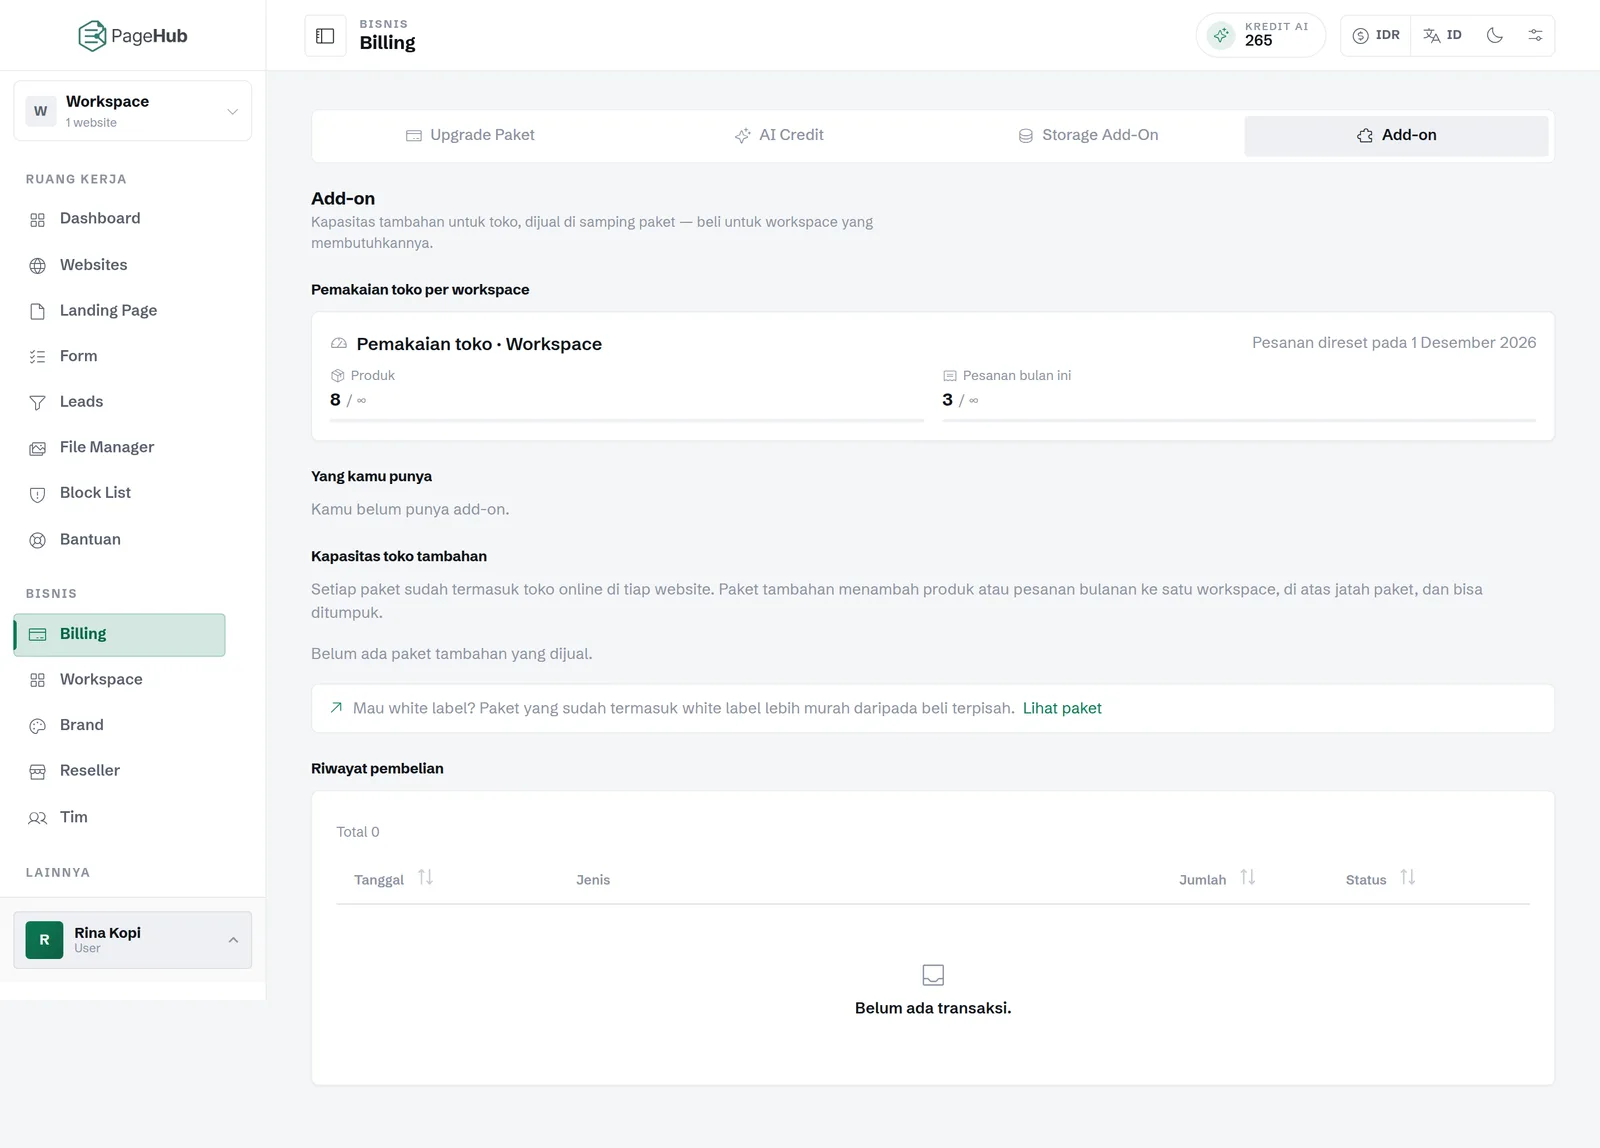 PageHub
BISNIS
Billing
KREDIT AI
265
IDR
ID
W
Workspace
1 website
RUANG KERJA
Dashboard
Websites
Landing Page
Form
Leads
File Manager
Block List
Bantuan
BISNIS
Billing
Workspace
Brand
Reseller
Tim
LAINNYA
R
Rina Kopi
User
Upgrade Paket
AI Credit
Storage Add-On
Add-on
Add-on
Kapasitas tambahan untuk toko, dijual di samping paket — beli untuk workspace yang
membutuhkannya.
Pemakaian toko per workspace
Pemakaian toko · Workspace
Pesanan direset pada 1 Desember 2026
Produk
8 / ∞
Pesanan bulan ini
3 / ∞
Yang kamu punya
Kamu belum punya add-on.
Kapasitas toko tambahan
Setiap paket sudah termasuk toko online di tiap website. Paket tambahan menambah produk atau pesanan bulanan ke satu workspace, di atas jatah paket, dan bisa
ditumpuk.
Belum ada paket tambahan yang dijual.
Mau white label? Paket yang sudah termasuk white label lebih murah daripada beli terpisah. Lihat paket
Riwayat pembelian
Total 0
Tanggal
Jenis
Jumlah
Status
Belum ada transaksi.